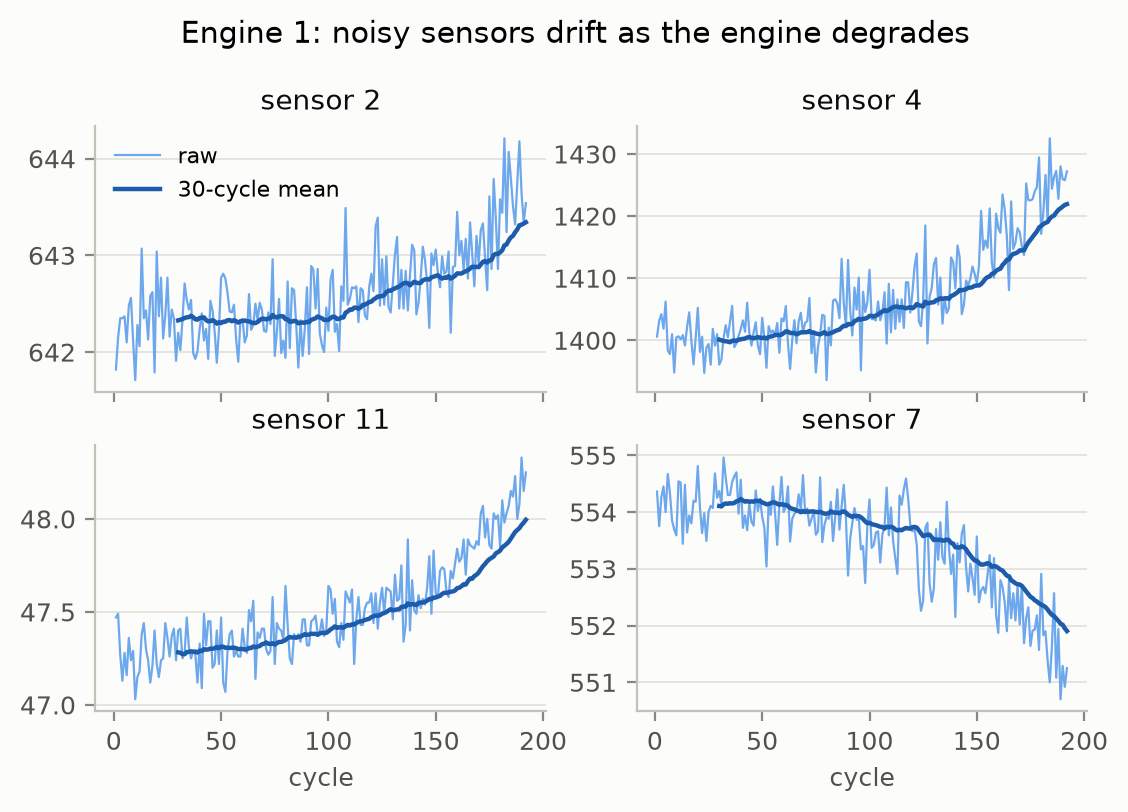 Engine 1: noisy sensors drift as the engine degrades
sensor 2
644
643
642
raw
30-cycle mean
sensor 4
1430
1420
1410
1400
sensor 11
48.0
47.5
47.0
0 50 100 150 200
cycle
sensor 7
555
554
553
552
551
0 50 100 150 200
cycle